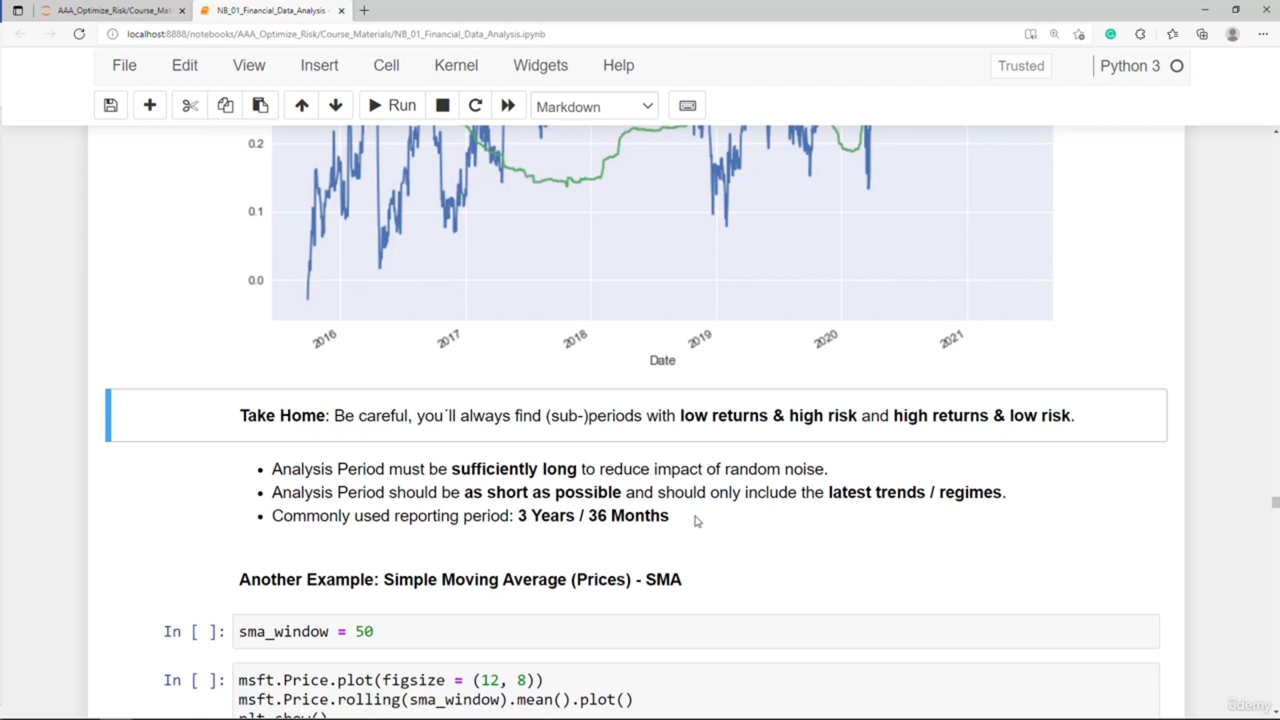 AAA_Optimize_Risk/Course_Mat
NB_01_Financial_Data_Analysis -
localhost:8888/notebooks/AAA_Optimize_Risk/Course_Materials/NB_01_Financial_Data_Analysis.ipynb
File Edit View Insert Cell Kernel Widgets Help Trusted Python 3
Run Markdown
0.2
0.1
0.0
2016 2017 2018 2019 2020 2021
Date
Take Home: Be careful, you´ll always find (sub-)periods with low returns & high risk and high returns & low risk.
• Analysis Period must be sufficiently long to reduce impact of random noise.
• Analysis Period should be as short as possible and should only include the latest trends / regimes.
• Commonly used reporting period: 3 Years / 36 Months
Another Example: Simple Moving Average (Prices) - SMA
In [ ]: sma_window = 50
In [ ]: msft.Price.plot(figsize = (12, 8))
msft.Price.rolling(sma_window).mean().plot()
plt.show()
ûdemy